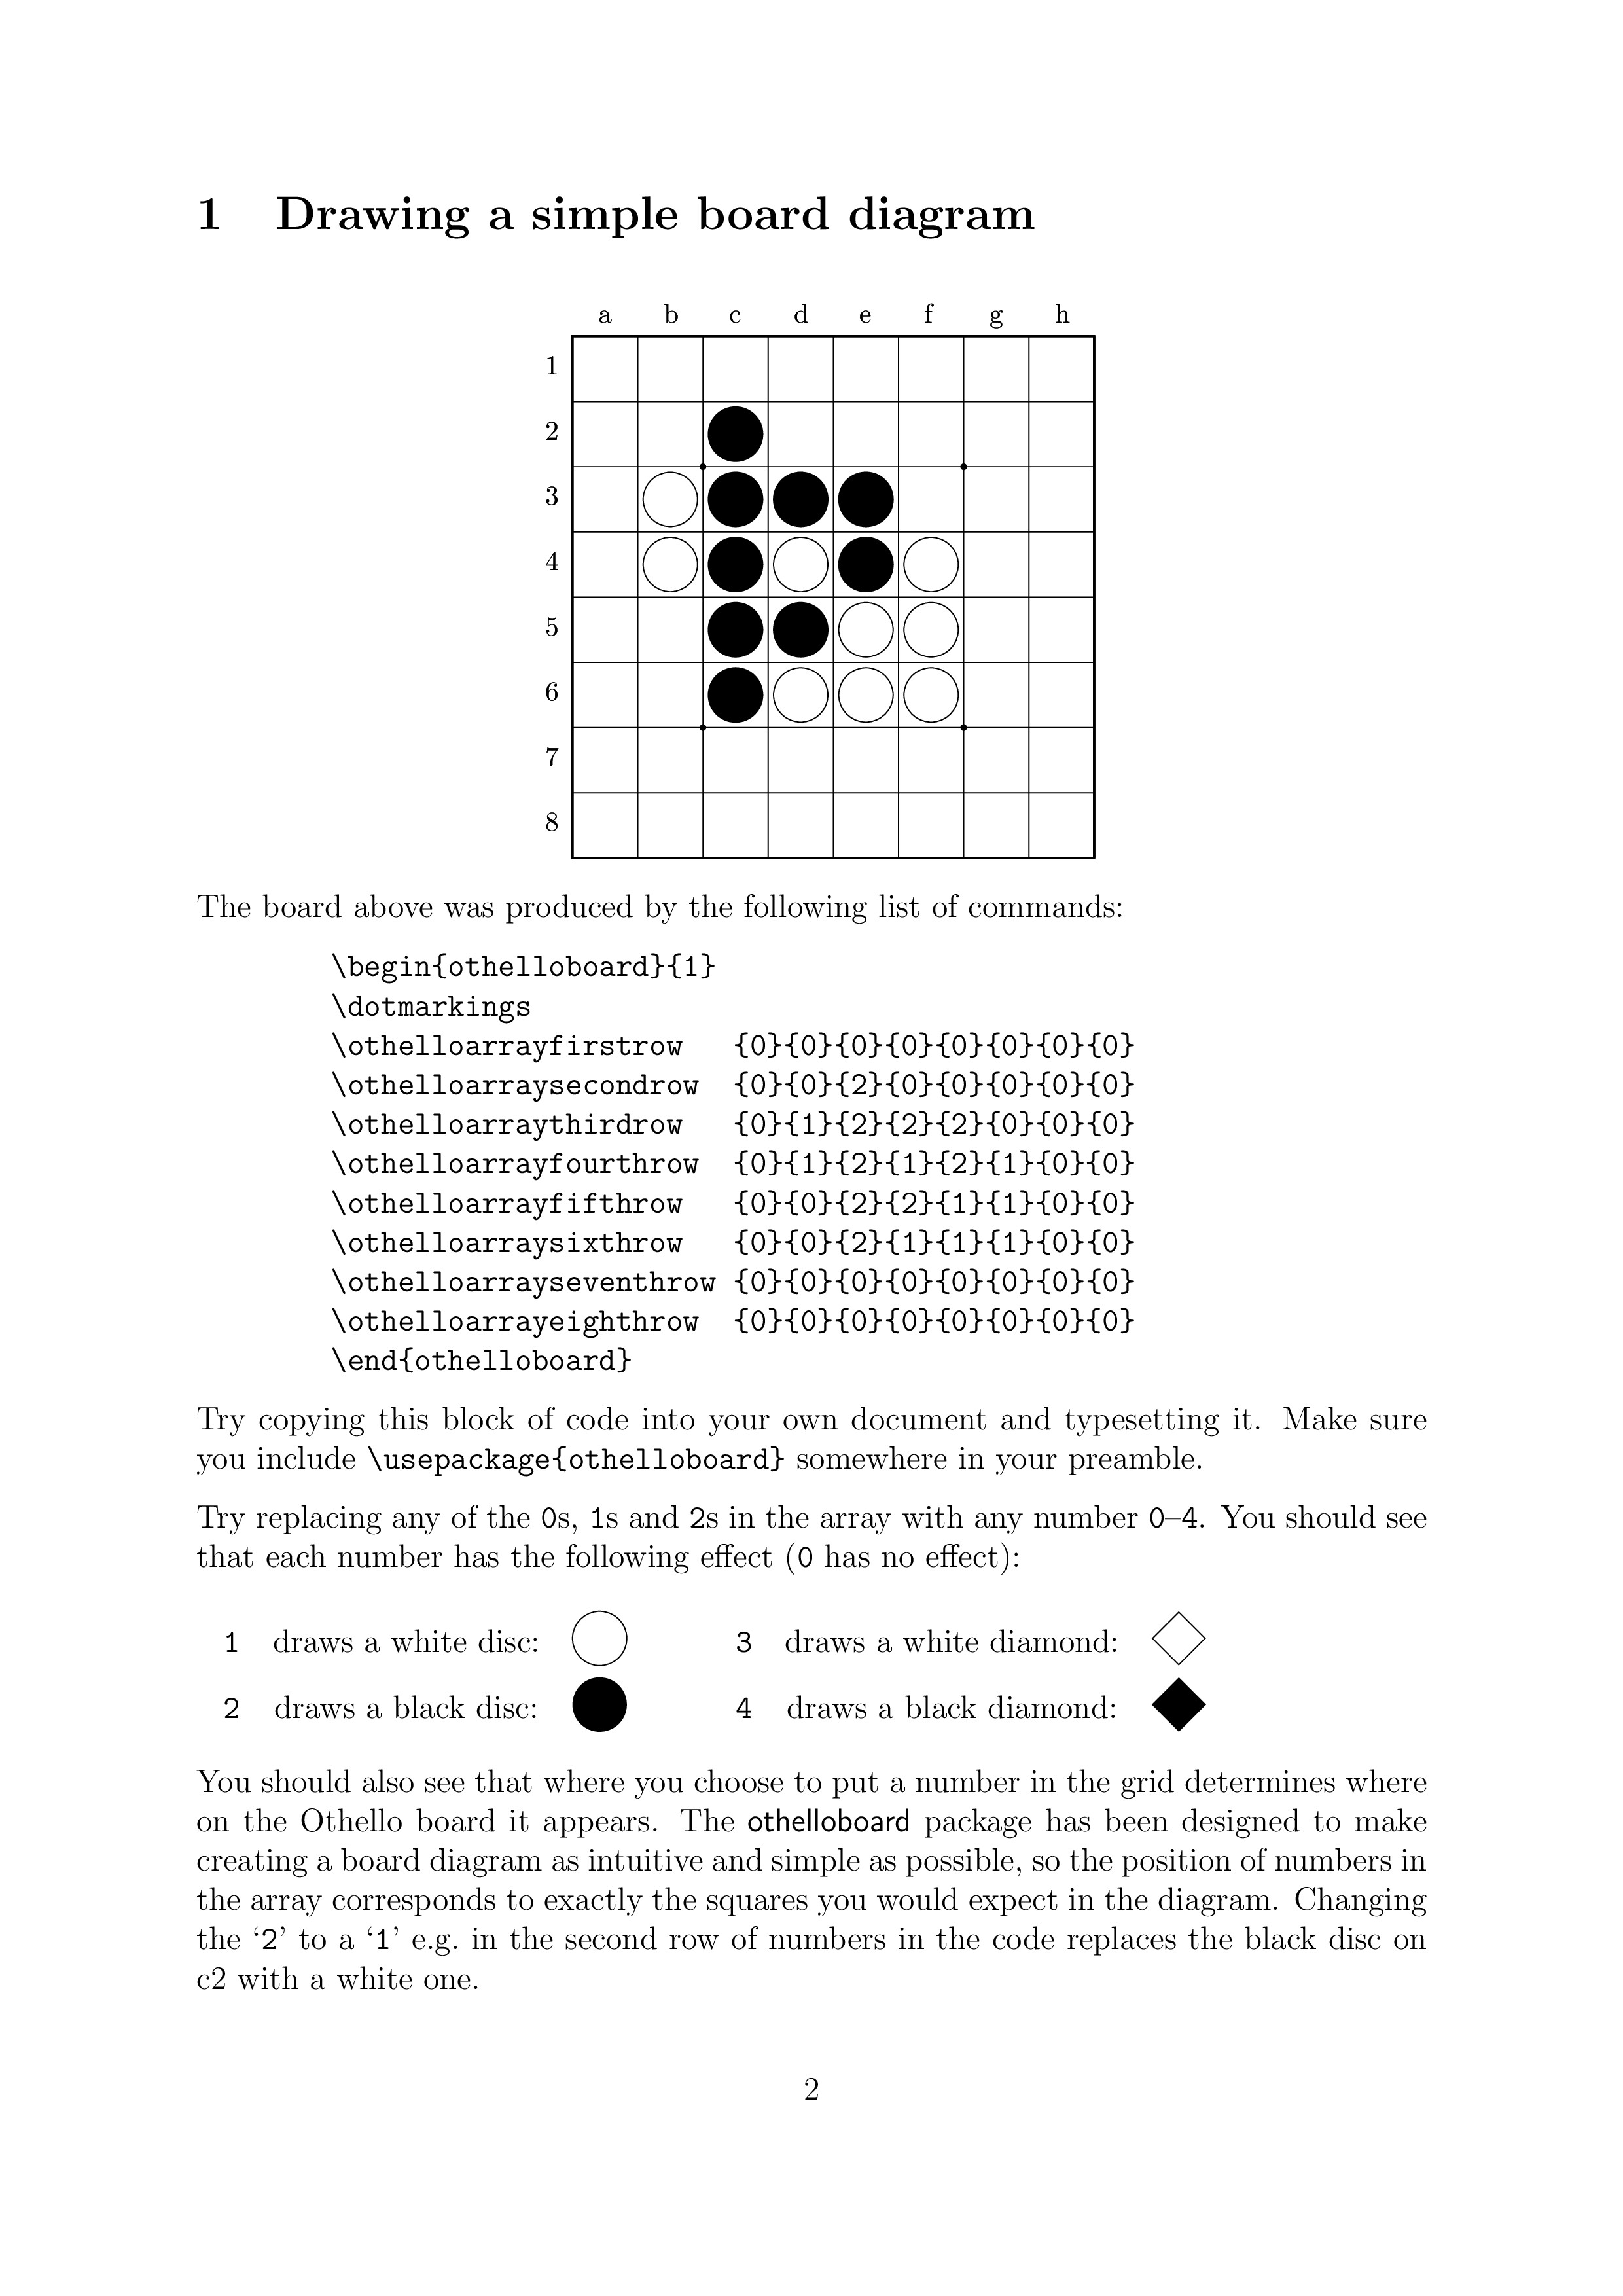 1 Drawing a simple board diagram
a b c d e f g h
1
2
3
4
5
6
7
8
The board above was produced by the following list of commands:
\begin{othelloboard}{1}
\dotmarkings
\othelloarrayfirstrow   {0}{0}{0}{0}{0}{0}{0}{0}
\othelloarraysecondrow  {0}{0}{2}{0}{0}{0}{0}{0}
\othelloarraythirdrow   {0}{1}{2}{2}{2}{0}{0}{0}
\othelloarrayfourthrow  {0}{1}{2}{1}{2}{1}{0}{0}
\othelloarrayfifthrow   {0}{0}{2}{2}{1}{1}{0}{0}
\othelloarraysixthrow   {0}{0}{2}{1}{1}{1}{0}{0}
\othelloarrayseventhrow {0}{0}{0}{0}{0}{0}{0}{0}
\othelloarrayeighthrow  {0}{0}{0}{0}{0}{0}{0}{0}
\end{othelloboard}
Try copying this block of code into your own document and typesetting it. Make sure
you include \usepackage{othelloboard} somewhere in your preamble.
Try replacing any of the 0s, 1s and 2s in the array with any number 0–4. You should see
that each number has the following effect (0 has no effect):
1 draws a white disc: 3 draws a white diamond:
2 draws a black disc: 4 draws a black diamond:
You should also see that where you choose to put a number in the grid determines where
on the Othello board it appears. The othelloboard package has been designed to make
creating a board diagram as intuitive and simple as possible, so the position of numbers in
the array corresponds to exactly the squares you would expect in the diagram. Changing
the ‘2’ to a ‘1’ e.g. in the second row of numbers in the code replaces the black disc on
c2 with a white one.
2